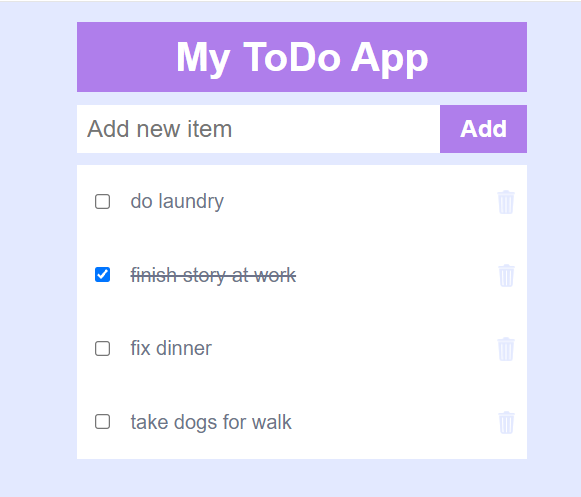 My ToDo App
Add new item
Add
do laundry
finish story at work
fix dinner
take dogs for walk